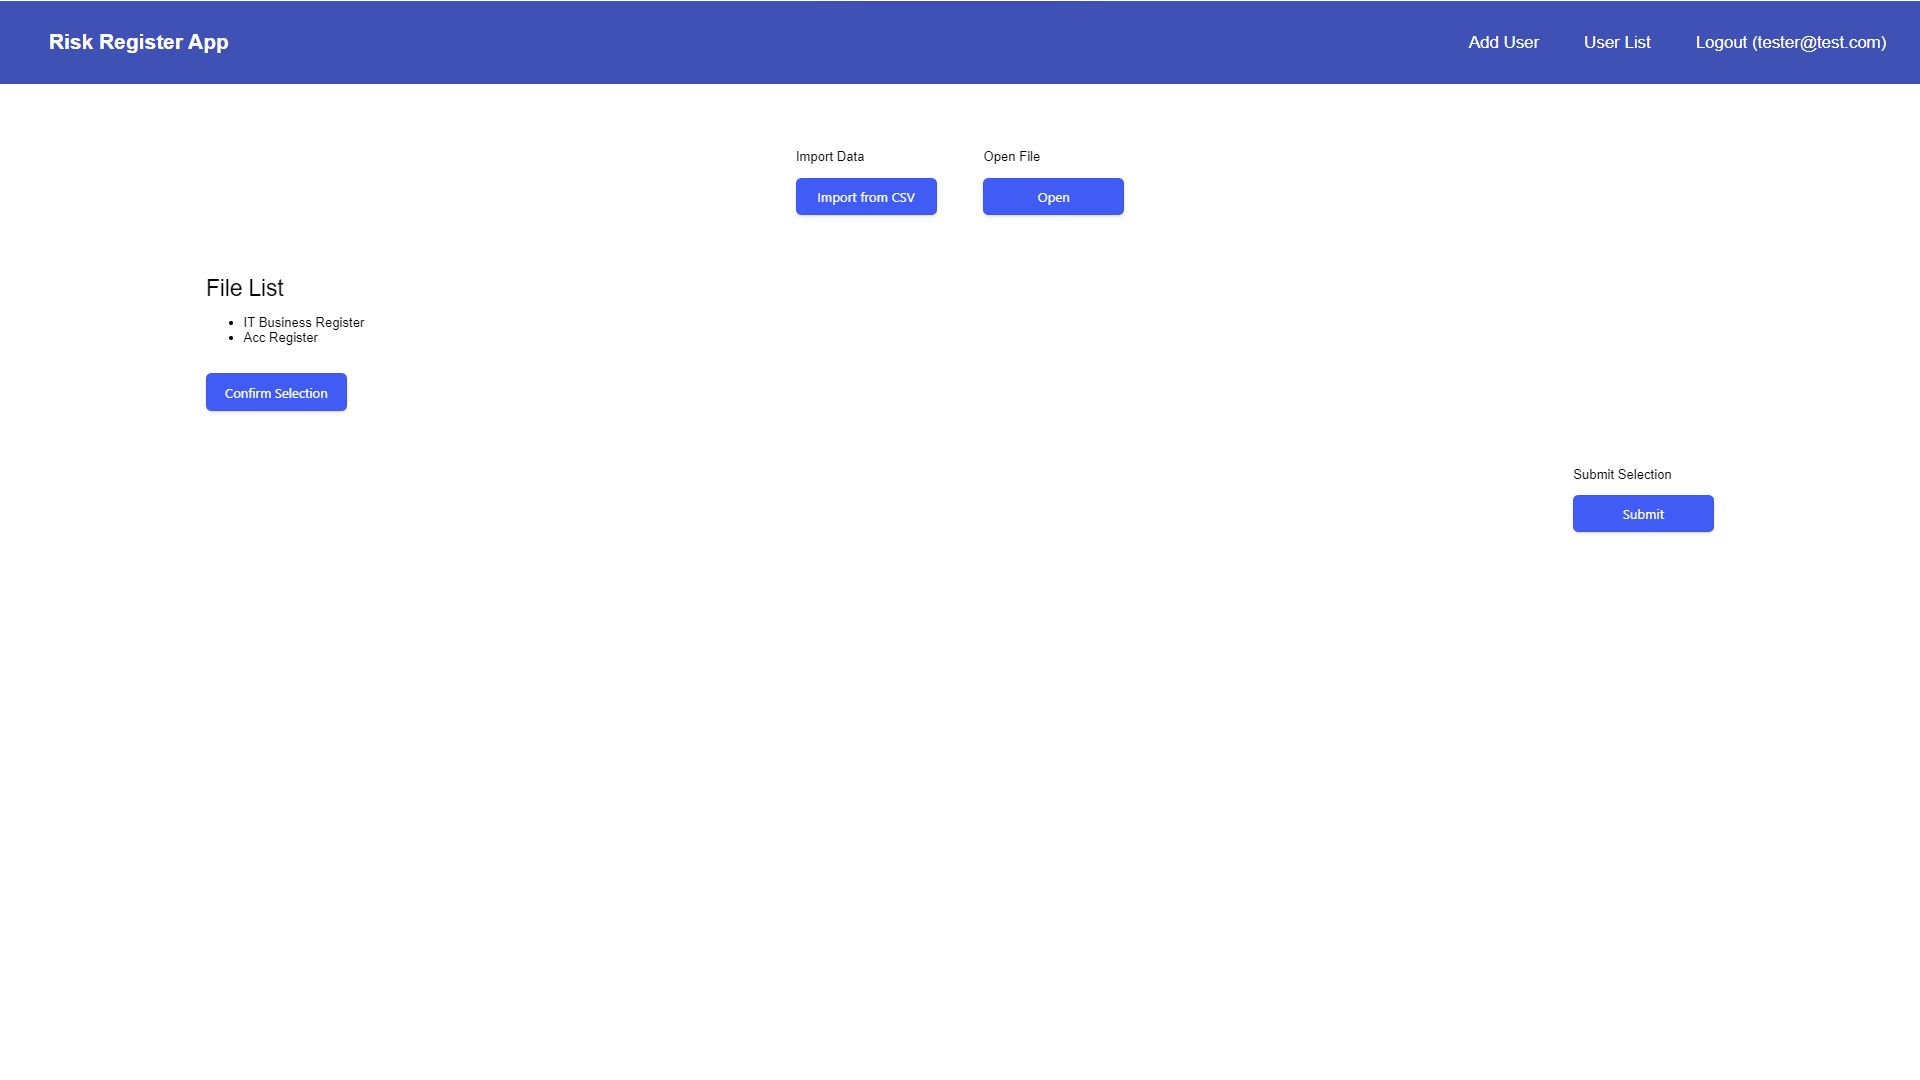 Risk Register App
Add User
User List
Logout (tester@test.com)
Import Data
Open File
Import from CSV
Open
File List
IT Business Register
Acc Register
Confirm Selection
Submit Selection
Submit